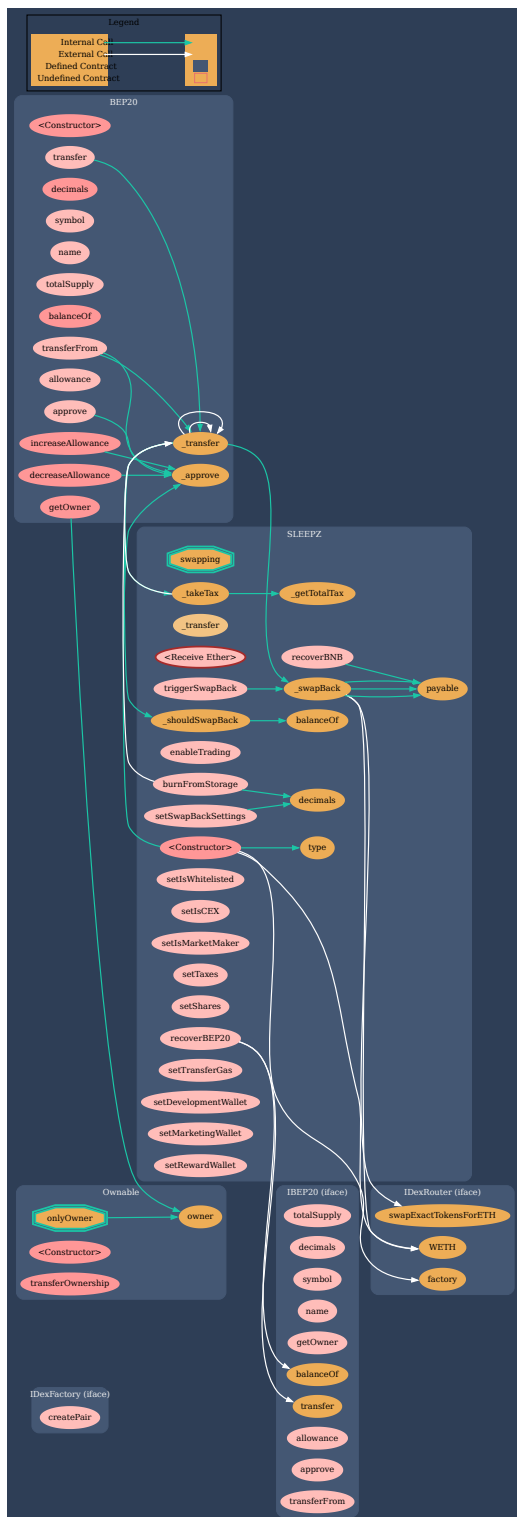 Legend
Internal Call
External Call
Defined Contract
Undefined Contract
BEP20
<Constructor>
transfer
decimals
symbol
name
totalSupply
balanceOf
transferFrom
allowance
approve
increaseAllowance
_transfer
decreaseAllowance
_approve
getOwner
SLEEPZ
swapping
_takeTax
_getTotalTax
_transfer
<Receive Ether>
recoverBNB
triggerSwapBack
_swapBack
payable
_shouldSwapBack
balanceOf
enableTrading
burnFromStorage
decimals
setSwapBackSettings
<Constructor>
type
setIsWhitelisted
setIsCEX
setIsMarketMaker
setTaxes
setShares
recoverBEP20
setTransferGas
setDevelopmentWallet
setMarketingWallet
setRewardWallet
Ownable
onlyOwner
owner
<Constructor>
transferOwnership
IBEP20 (iface)
totalSupply
decimals
symbol
name
getOwner
balanceOf
transfer
allowance
approve
transferFrom
IDexRouter (iface)
swapExactTokensForETH
WETH
factory
IDexFactory (iface)
createPair